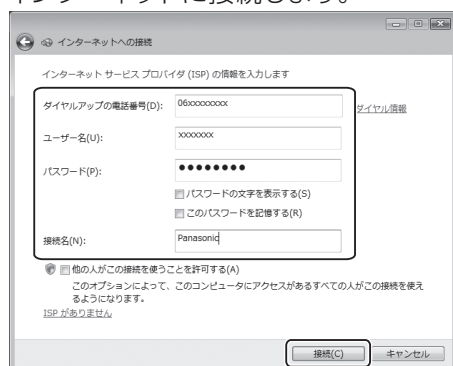 インターネットに接続します。
インターネットへの接続
インターネット サービス プロバイダ (ISP) の情報を入力します
ダイヤルアップの電話番号(D): 06xxxxxxxx ダイヤル情報
ユーザー名(U): xxxxxxx
パスワード(P): ●●●●●●●●
パスワードの文字を表示する(S)
このパスワードを記憶する(R)
接続名(N): Panasonic
他の人がこの接続を使うことを許可する(A)
このオプションによって、このコンピュータにアクセスがあるすべての人がこの接続を使え
るようになります。
ISP がありません
接続(C) キャンセル